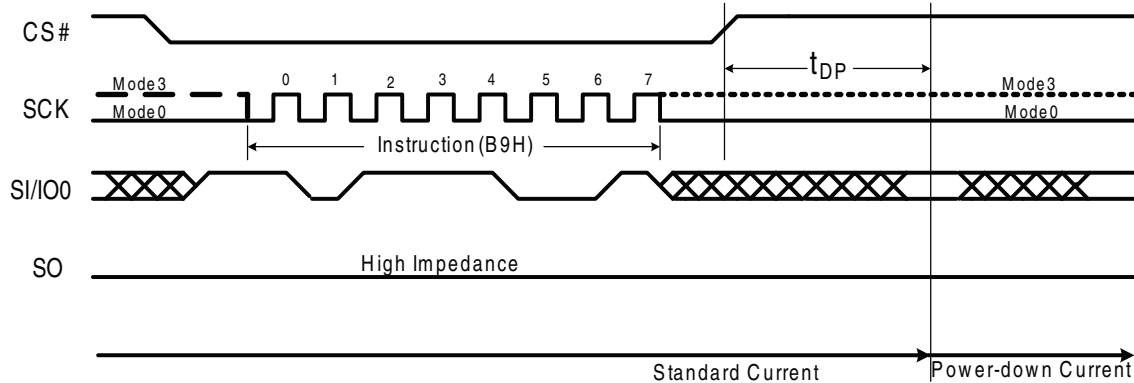 CS#
tDP
Mode3 0 1 2 3 4 5 6 7 Mode3
SCK
Mode0 Mode0
Instruction(B9H)
SI/IO0
SO High Impedance
Standard Current Power-down Current